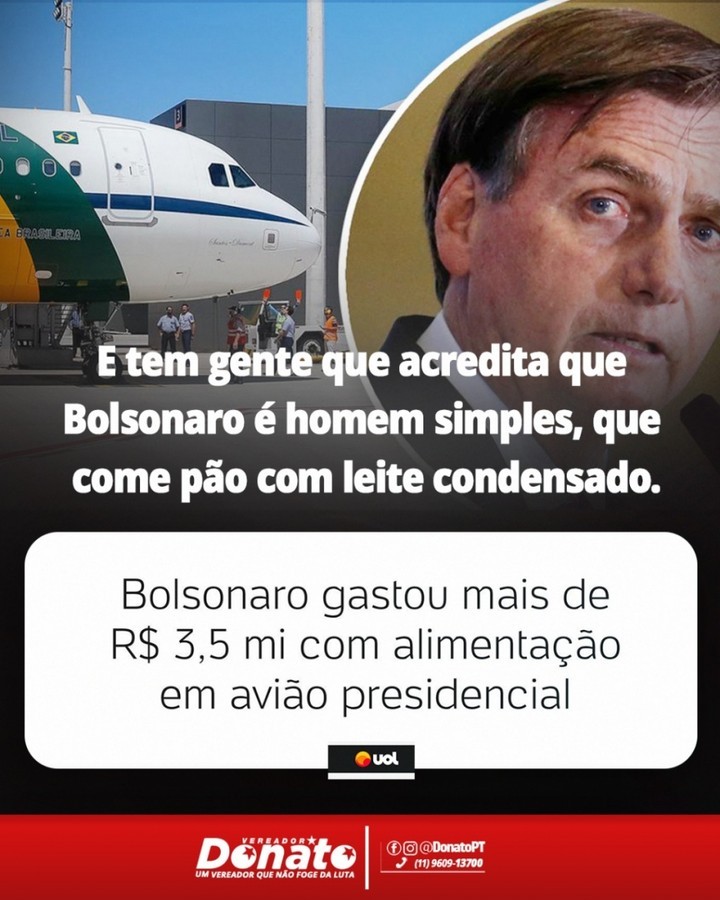 A BRASILEIRA
E tem gente que acredita que
Bolsonaro é homem simples, que
come pão com leite condensado.
Bolsonaro gastou mais de
R$ 3,5 mi com alimentação
em avião presidencial
uol
VEREADOR
Donato
UM VEREADOR QUE NÃO FOGE DA LUTA
@DonatoPT
(11) 9609-13700